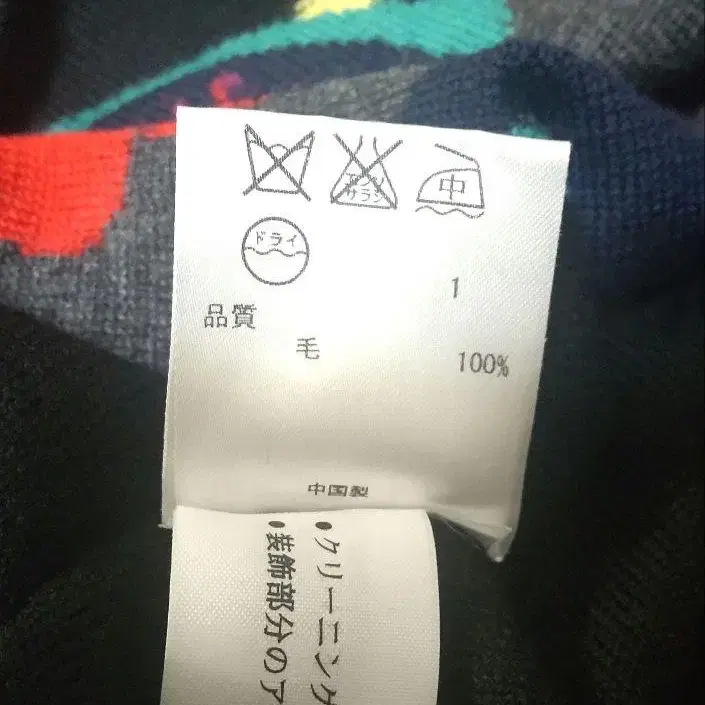 エンソ
サラシ
中
ドライ
1
品質
毛
100%
中国製
●クリーニング
●装飾部分のア